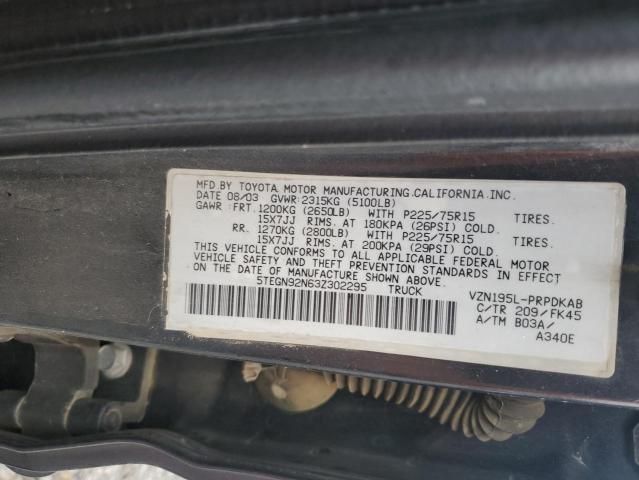 MFD.BY TOYOTA MOTOR MANUFACTURING.CALIFORNIA.INC.
DATE 08/03 GVWR:2315KG (5100LB)
GAWR: FRT.1200KG (2650LB) WITH P225/75R15 TIRES.
15X7JJ RIMS. AT 180KPA (26PSI) COLD.
RR. 1270KG (2800LB) WITH P225/75R15 TIRES.
15X7JJ RIMS. AT 200KPA (29PSI) COLD.
THIS VEHICLE CONFORMS TO ALL APPLICABLE FEDERAL MOTOR
VEHICLE SAFETY AND THEFT PREVENTION STANDARDS IN EFFECT
ON THE DATE OF MANUFACTURE SHOWN ABOVE.
5TEGN92N63Z302295 TRUCK
VZN195L-PRPDKAB
C/TR 209/FK45
A/TM B03A/
A340E